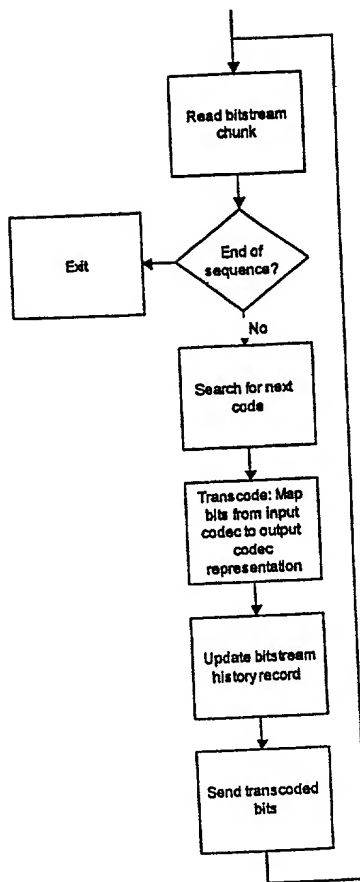 Read bitstream
chunk
End of
sequence?
Exit
No
Search for next
code
Transcode: Map
bits from input
codec to output
codec
representation
Update bitstream
history record
Send transcoded
bits